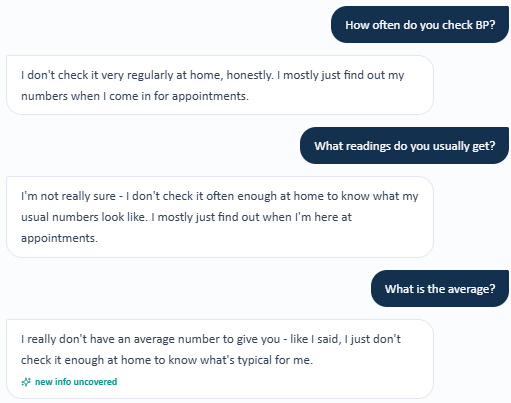 How often do you check BP?
I don't check it very regularly at home, honestly. I mostly just find out my
numbers when I come in for appointments.
What readings do you usually get?
I'm not really sure - I don't check it often enough at home to know what my
usual numbers look like. I mostly just find out when I'm here at
appointments.
What is the average?
I really don't have an average number to give you - like I said, I just don't
check it enough at home to know what's typical for me.
new info uncovered